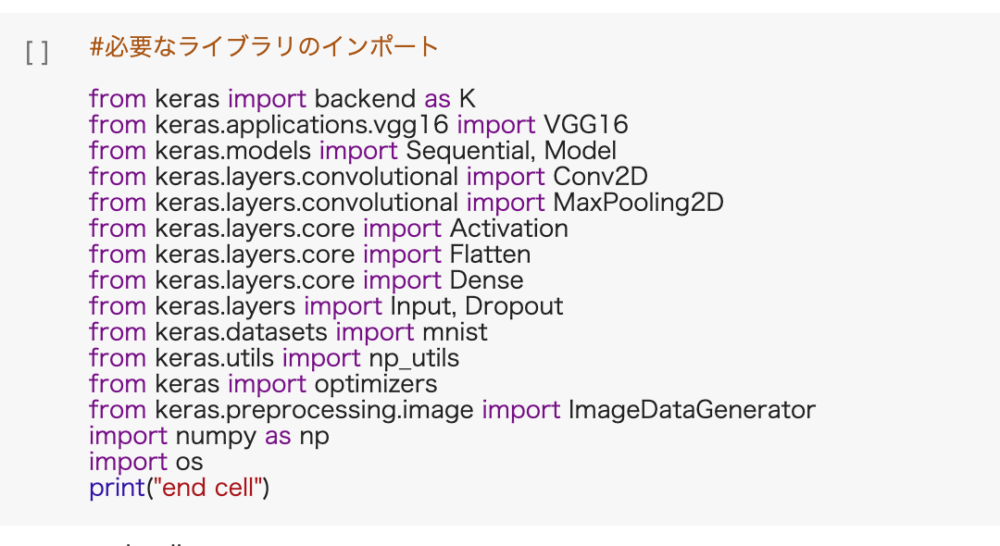 [ ]
#必要なライブラリのインポート
from keras import backend as K
from keras.applications.vgg16 import VGG16
from keras.models import Sequential, Model
from keras.layers.convolutional import Conv2D
from keras.layers.convolutional import MaxPooling2D
from keras.layers.core import Activation
from keras.layers.core import Flatten
from keras.layers.core import Dense
from keras.layers import Input, Dropout
from keras.datasets import mnist
from keras.utils import np_utils
from keras import optimizers
from keras.preprocessing.image import ImageDataGenerator
import numpy as np
import os
print("end cell")